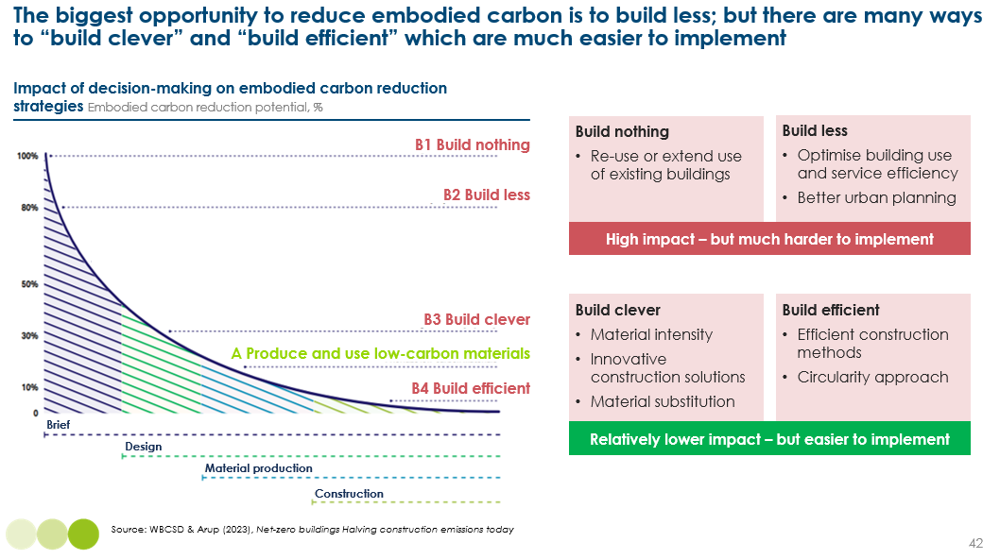 The biggest opportunity to reduce embodied carbon is to build less; but there are many ways
to “build clever” and “build efficient” which are much easier to implement
Impact of decision-making on embodied carbon reduction
strategies Embodied carbon reduction potential, %
100%
80%
50%
30%
10%
0
B1 Build nothing
B2 Build less
B3 Build clever
A Produce and use low-carbon materials
B4 Build efficient
Brief
Design
Material production
Construction
Build nothing
• Re-use or extend use
of existing buildings
Build less
• Optimise building use
and service efficiency
• Better urban planning
High impact – but much harder to implement
Build clever
• Material intensity
• Innovative
construction solutions
• Material substitution
Build efficient
• Efficient construction
methods
• Circularity approach
Relatively lower impact – but easier to implement
Source: WBCSD & Arup (2023), Net-zero buildings Halving construction emissions today
42